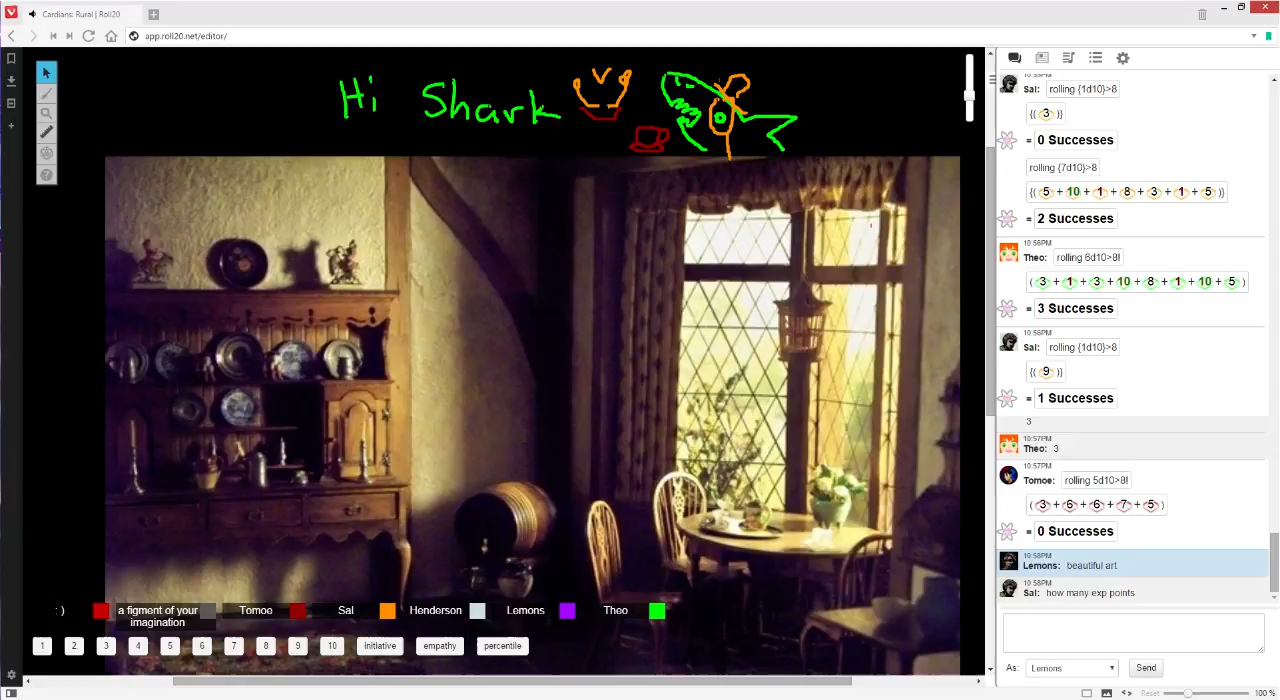 Cardians: Rural | Roll20
app.roll20.net/editor/
Hi Shark
:)
a figment of your
imagination
Tomoe
Sal
Henderson
Lemons
Theo
1 2 3 4 5 6 7 8 9 10 initiative empathy percentile
10:55PM
Sal: rolling {1d10}>8
{( 3 )}
= 0 Successes
rolling {7d10}>8
{( 5 + 10 + 1 + 8 + 3 + 1 + 5 )}
= 2 Successes
10:56PM
Theo: rolling 6d10>8!
( 3 + 1 + 3 + 10 + 8 + 1 + 10 + 5 )
= 3 Successes
10:56PM
Sal: rolling {1d10}>8
{( 9 )}
= 1 Successes
3
10:57PM
Theo: 3
10:57PM
Tomoe: rolling 5d10>8!
( 3 + 6 + 6 + 7 + 5 )
= 0 Successes
10:58PM
Lemons: beautiful art
10:58PM
Sal: how many exp points
As: Lemons Send
Reset 100 %